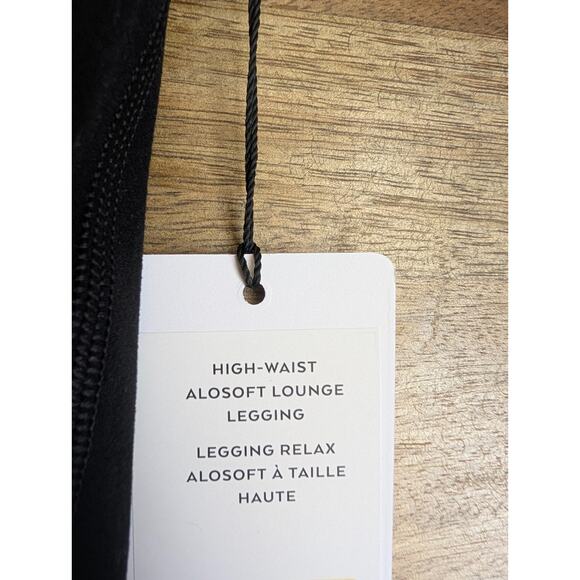 HIGH-WAIST
ALOSOFT LOUNGE
LEGGING
LEGGING RELAX
ALOSOFT À TAILLE
HAUTE